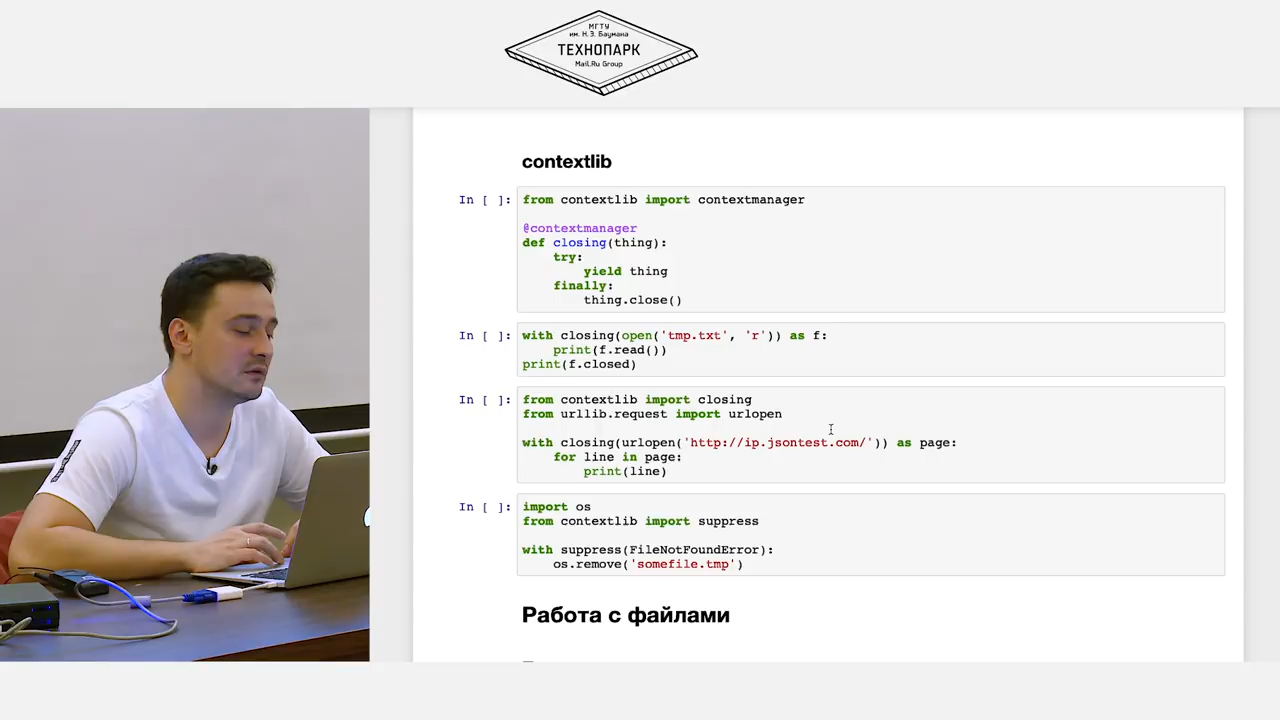 МГТУ
им. Н.Э. Баумана
ТЕХНОПАРК
Mail.Ru Group
contextlib
In [ ]:
from contextlib import contextmanager
@contextmanager
def closing(thing):
try:
yield thing
finally:
thing.close()
In [ ]:
with closing(open('tmp.txt', 'r')) as f:
print(f.read())
print(f.closed)
In [ ]:
from contextlib import closing
from urllib.request import urlopen
with closing(urlopen('http://ip.jsontest.com/')) as page:
for line in page:
print(line)
In [ ]:
import os
from contextlib import suppress
with suppress(FileNotFoundError):
os.remove('somefile.tmp')
Работа с файлами